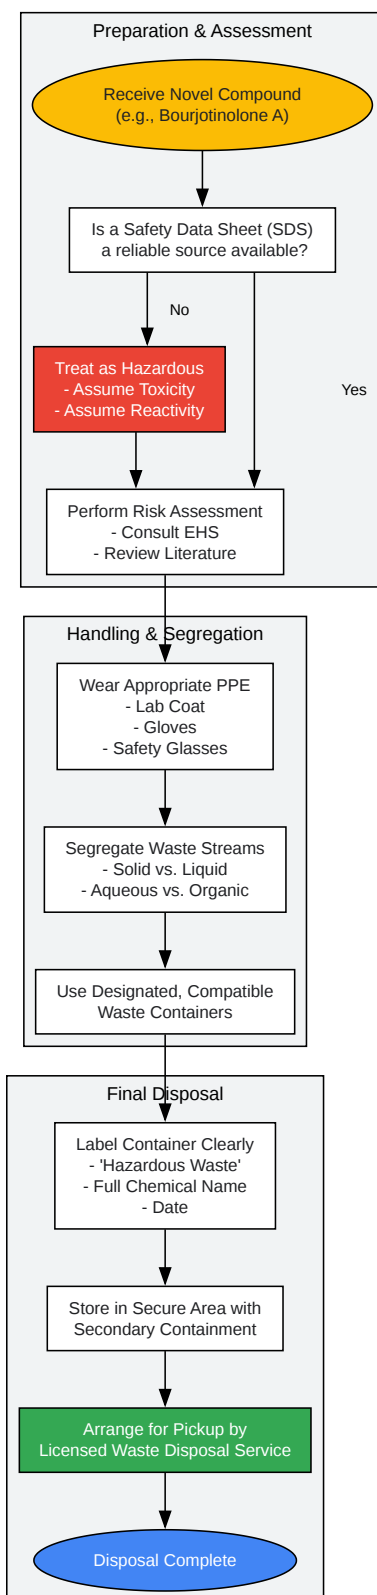 Preparation & Assessment
Receive Novel Compound
(e.g., Bourjotinolone A)
Is a Safety Data Sheet (SDS)
a reliable source available?
No
Yes
Treat as Hazardous
- Assume Toxicity
- Assume Reactivity
Perform Risk Assessment
- Consult EHS
- Review Literature
Handling & Segregation
Wear Appropriate PPE
- Lab Coat
- Gloves
- Safety Glasses
Segregate Waste Streams
- Solid vs. Liquid
- Aqueous vs. Organic
Use Designated, Compatible
Waste Containers
Final Disposal
Label Container Clearly
- 'Hazardous Waste'
- Full Chemical Name
- Date
Store in Secure Area with
Secondary Containment
Arrange for Pickup by
Licensed Waste Disposal Service
Disposal Complete